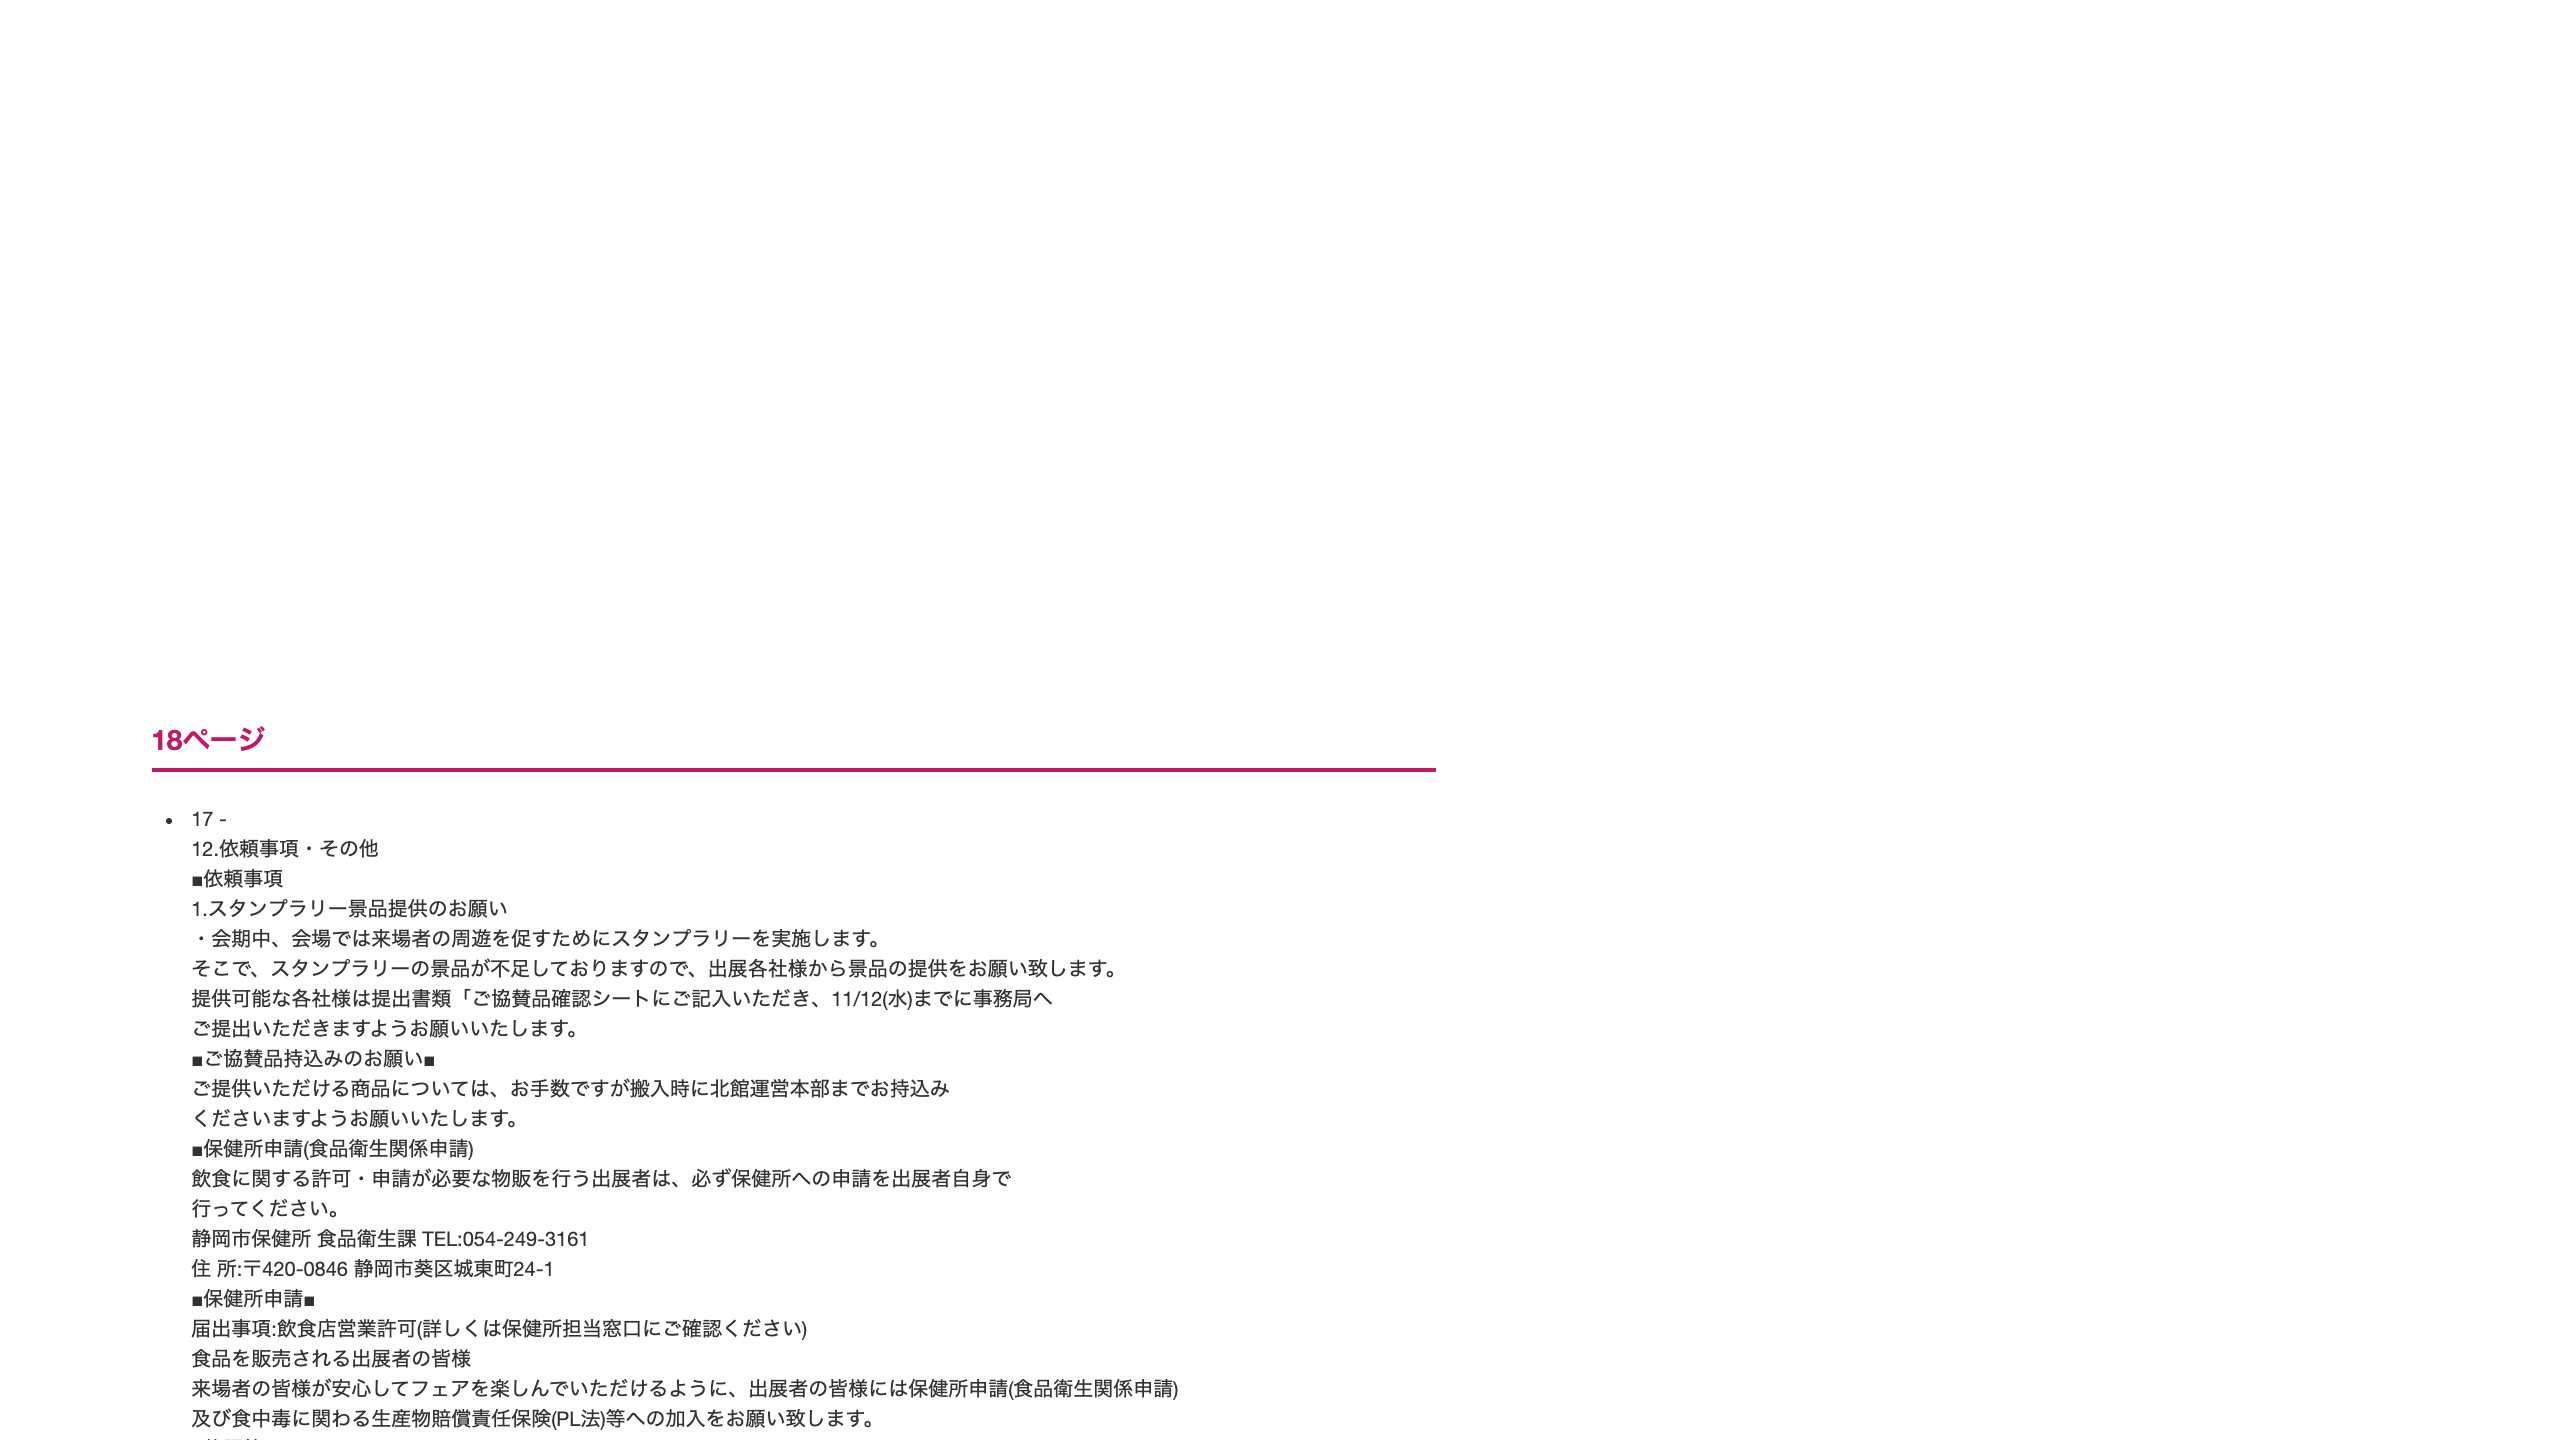 18ページ
17 -
12.依頼事項・その他
■依頼事項
1.スタンプラリー景品提供のお願い
・会期中、会場では来場者の周遊を促すためにスタンプラリーを実施します。
そこで、スタンプラリーの景品が不足しておりますので、出展各社様から景品の提供をお願い致します。
提供可能な各社様は提出書類「ご協賛品確認シートにご記入いただき、11/12(水)までに事務局へ
ご提出いただきますようお願いいたします。
■ご協賛品持込みのお願い■
ご提供いただける商品については、お手数ですが搬入時に北館運営本部までお持込み
くださいますようお願いいたします。
■保健所申請(食品衛生関係申請)
飲食に関する許可・申請が必要な物販を行う出展者は、必ず保健所への申請を出展者自身で
行ってください。
静岡市保健所 食品衛生課 TEL:054-249-3161
住 所:〒420-0846 静岡市葵区城東町24-1
■保健所申請■
届出事項:飲食店営業許可(詳しくは保健所担当窓口にご確認ください)
食品を販売される出展者の皆様
来場者の皆様が安心してフェアを楽しんでいただけるように、出展者の皆様には保健所申請(食品衛生関係申請)
及び食中毒に関わる生産物賠償責任保険(PL法)等への加入をお願い致します。